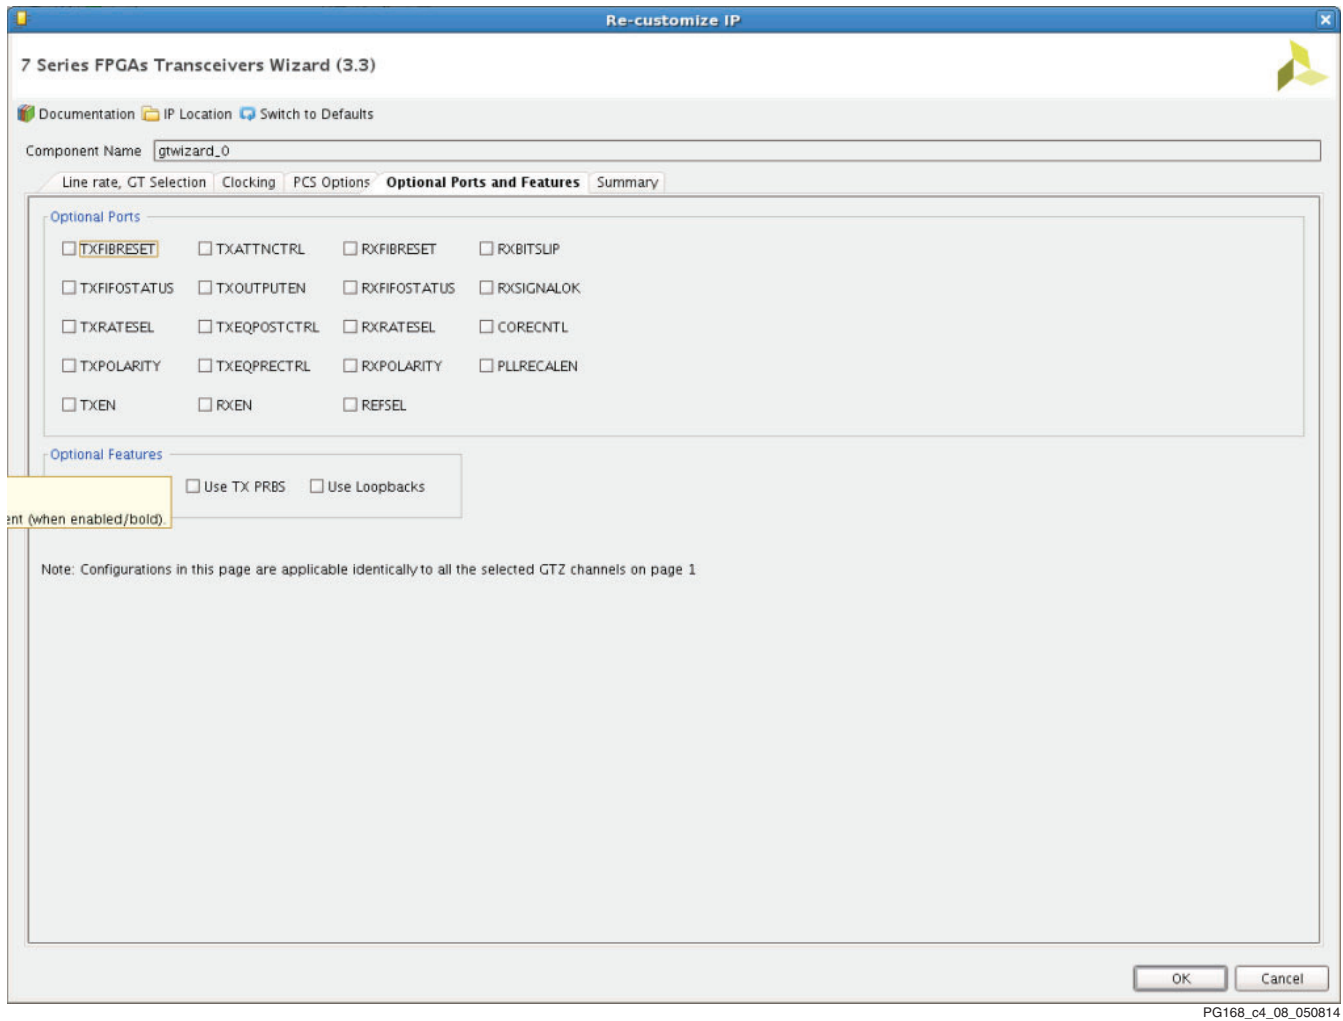 Re-customize IP
7 Series FPGAs Transceivers Wizard (3.3)
Documentation IP Location Switch to Defaults
Component Name gtwizard_0
Line rate, GT Selection Clocking PCS Options Optional Ports and Features Summary
Optional Ports
TXFIBRESET TXATTNCTRL RXFIBRESET RXBITSLIP
TXFIFOSTATUS TXOUTPUTEN RXFIFOSTATUS RXSIGNALOK
TXRATESEL TXEQPOSTCTRL RXRATESEL CORECNTL
TXPOLARITY TXEQPRECTRL RXPOLARITY PLLRECALEN
TXEN RXEN REFSEL
Optional Features
Use TX PRBS Use Loopbacks
(when enabled/bold).
Note: Configurations in this page are applicable identically to all the selected GTZ channels on page 1
OK Cancel
PG168_c4_08_050814